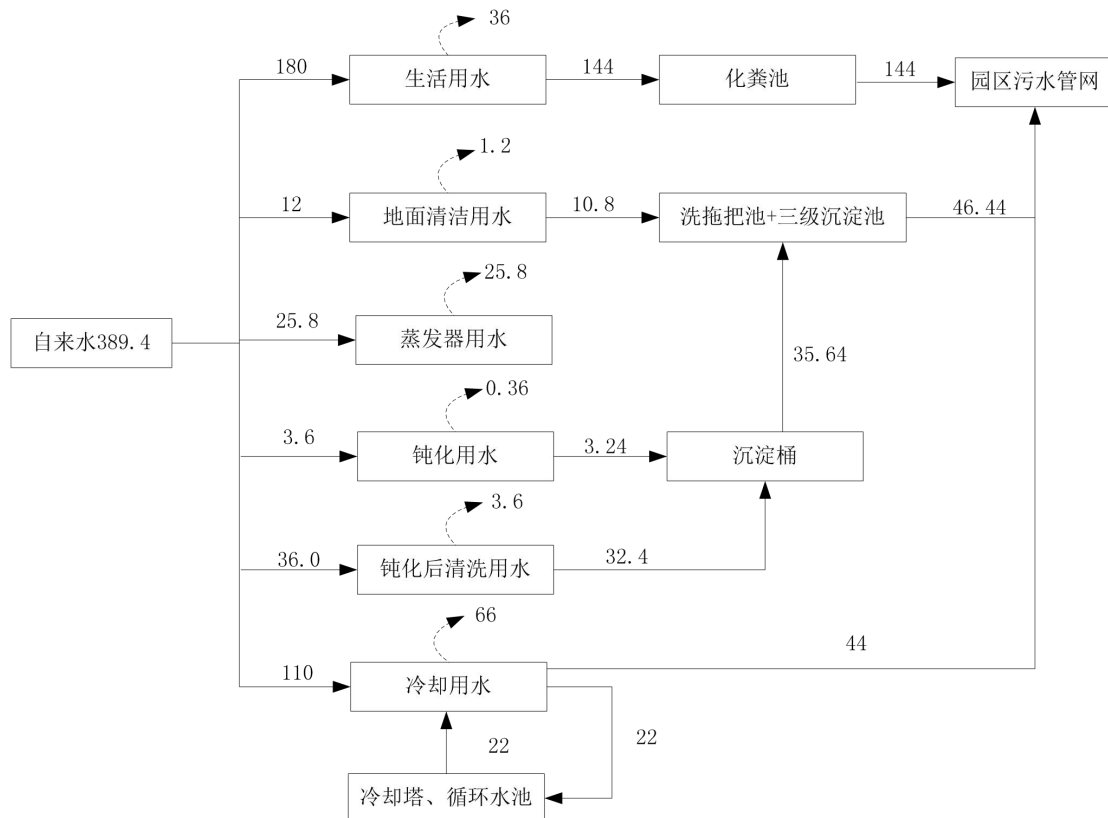 36
180
生活用水
144
化粪池
144
园区污水管网
1.2
12
地面清洁用水
10.8
洗拖把池+三级沉淀池
46.44
25.8
自来水389.4
25.8
蒸发器用水
35.64
0.36
3.6
钝化用水
3.24
沉淀桶
3.6
36.0
钝化后清洗用水
32.4
66
44
110
冷却用水
22
22
冷却塔、循环水池